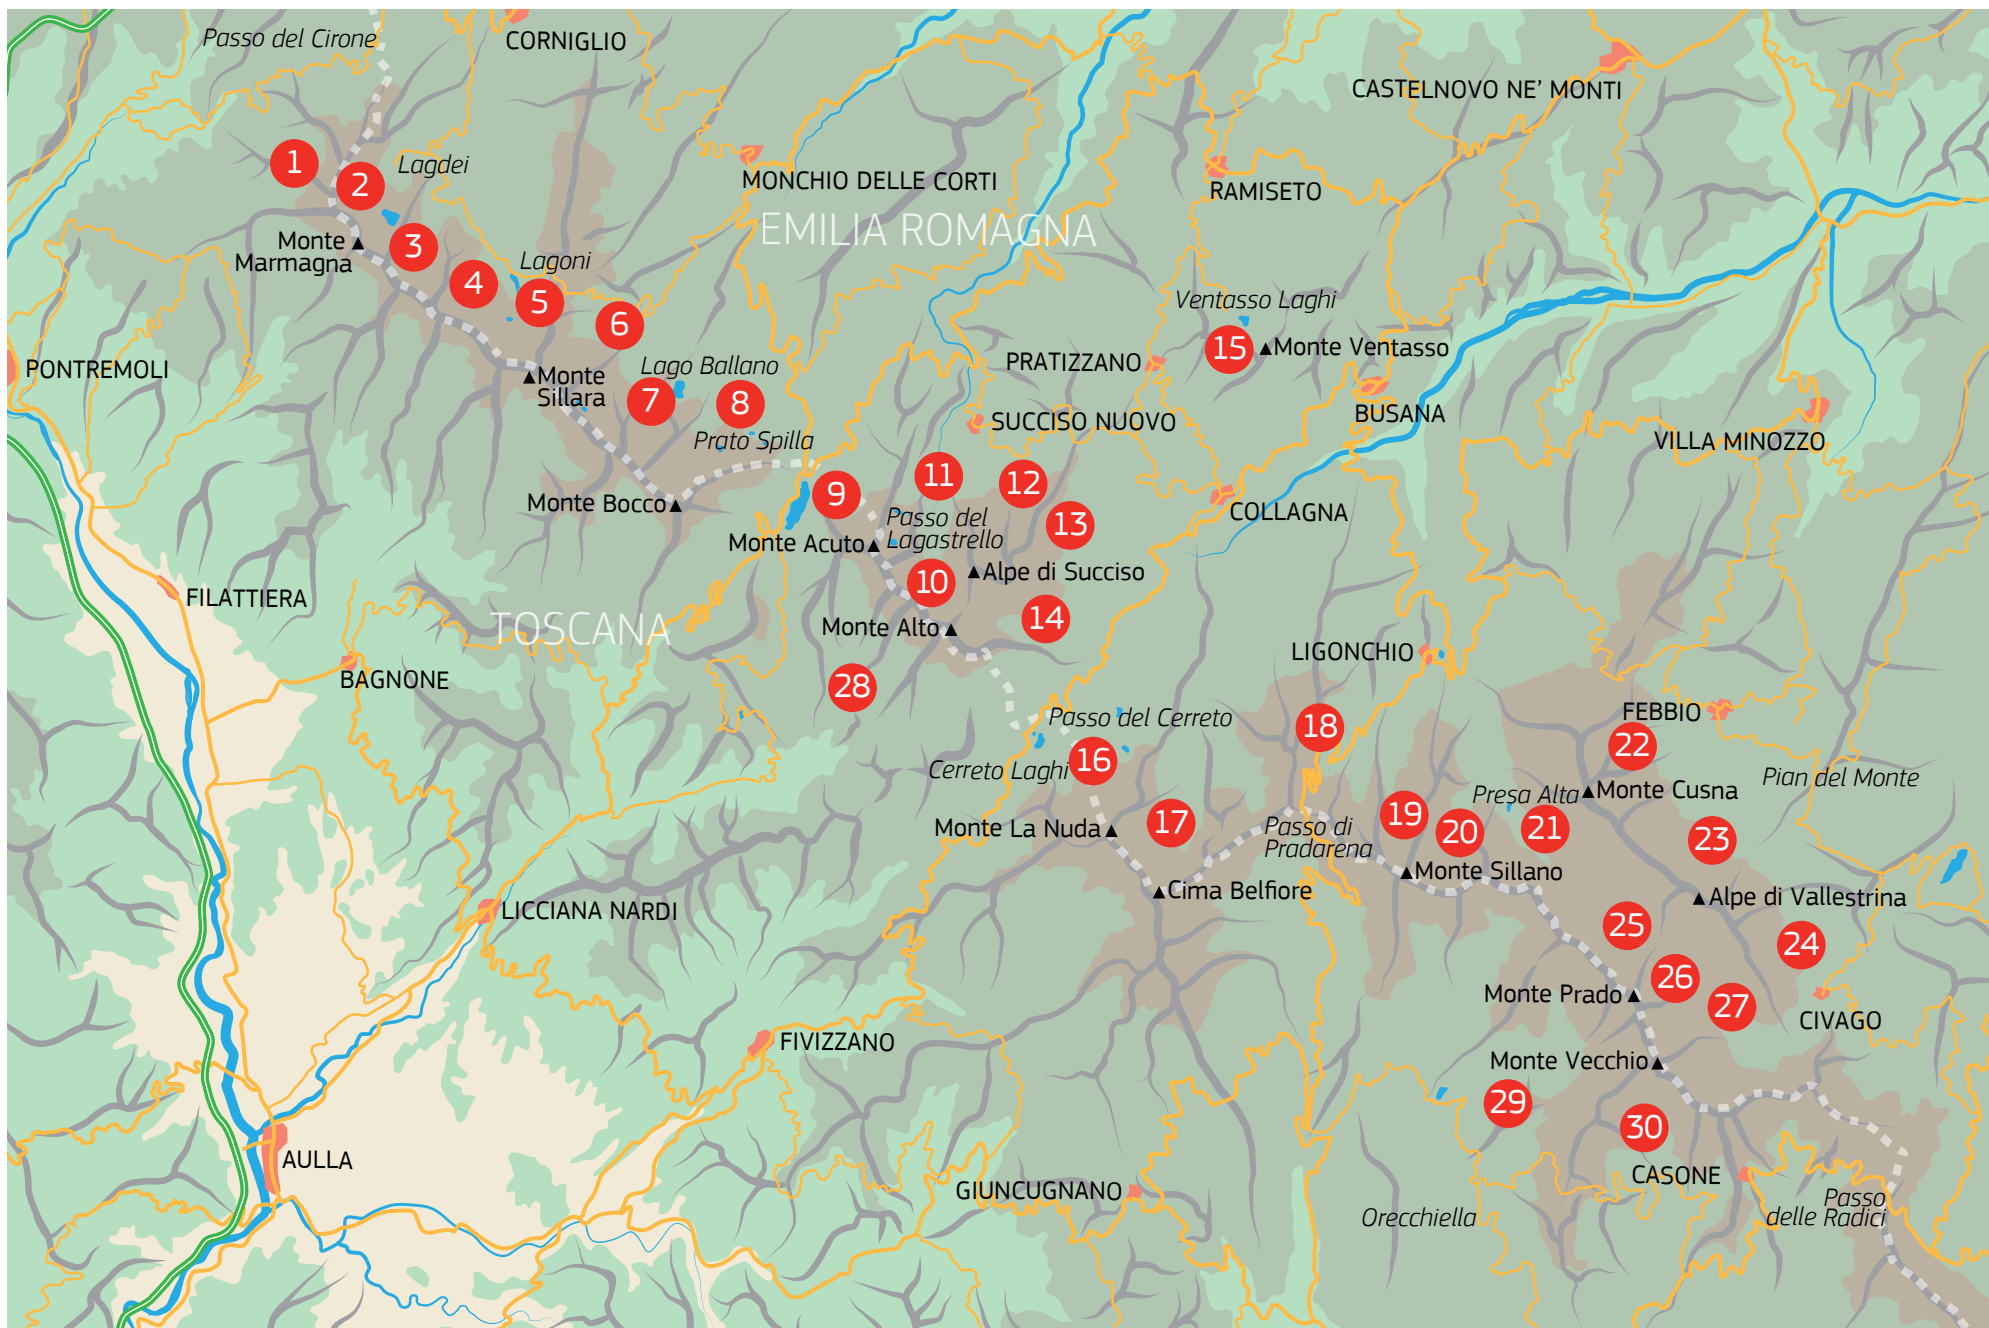 Passo del Cirone
CORNIGLIO
CASTELNOVO NE' MONTI
1
2
Lagdei
MONCHIO DELLE CORTI
RAMISETO
EMILIA ROMAGNA
Monte
Marmagna
3
4
Lagoni
5
6
Ventasso Laghi
15
Monte Ventasso
PONTREMOLI
Monte
Sillara
Lago Ballano
7
8
Prato Spilla
PRATIZZANO
SUCCISO NUOVO
BUSANA
VILLA MINOZZO
Monte Bocco
9
11
12
13
COLLAGNA
Passo del
Lagastrello
Monte Acuto
10
Alpe di Succiso
FILATTIERA
TOSCANA
Monte Alto
14
LIGONCHIO
BAGNONE
28
Passo del Cerreto
18
FEBBIO
22
Cerreto Laghi
16
Pian del Monte
Presa Alta
Monte Cusna
Monte La Nuda
17
Passo di
Pradarena
19
20
21
23
Monte Sillano
Cima Belfiore
Alpe di Vallestrina
LICCIANA NARDI
25
24
26
27
Monte Prado
CIVAGO
FIVIZZANO
Monte Vecchio
29
30
AULLA
CASONE
GIUNCUGNANO
Orecchiella
Passo
delle Radici